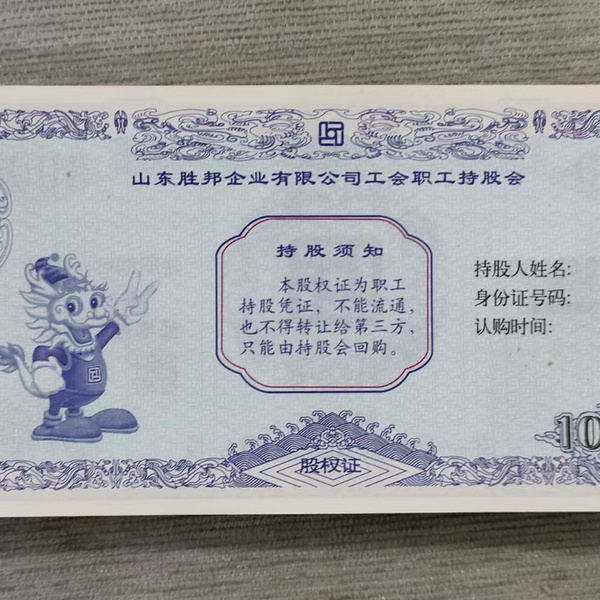 山东胜邦企业有限公司工会职工持股会
持股须知
本股权证为职工
持股凭证，不能流通，
也不得转让给第三方，
只能由持股会回购。
持股人姓名:
身份证号码:
认购时间:
10
股权证